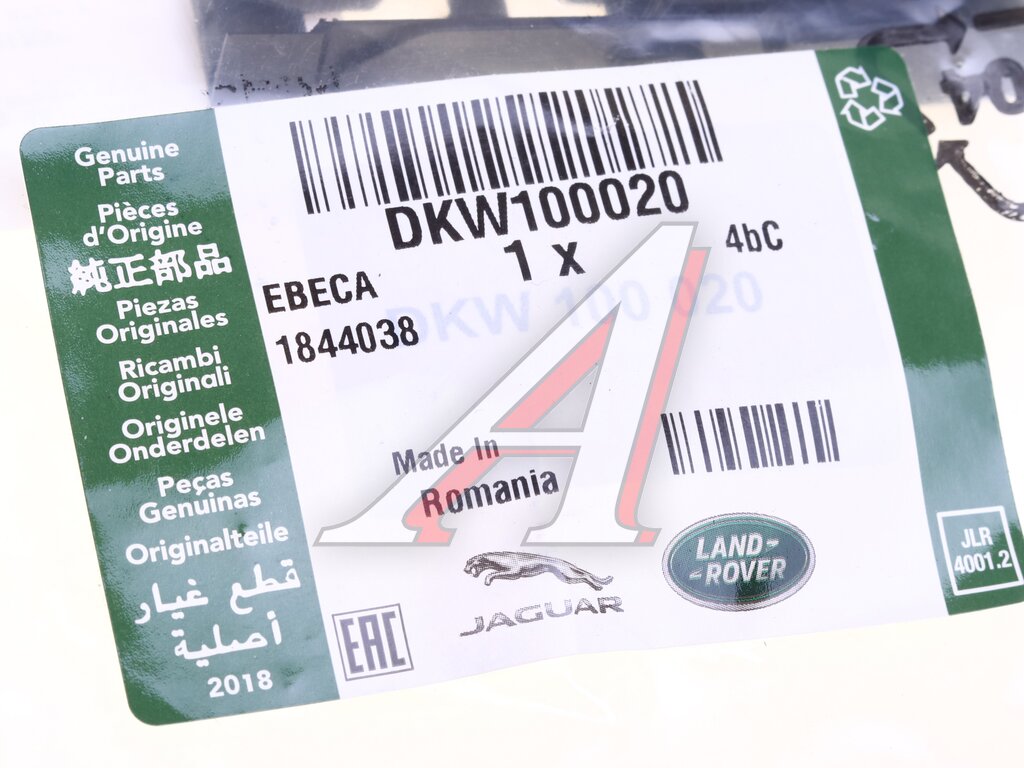 Genuine
Parts
Pièces
d'Origine
純正部品
Piezas
Originales
Ricambi
Originali
Originele
Onderdelen
Peças
Genuinas
Originalteile
قطع غيار
أصلية
2018
DKW100020
1 x
4bC
EBECA
1844038
DKW 100 020
Made In
Romania
JAGUAR
LAND-
-ROVER
EAC
JLR
4001.2